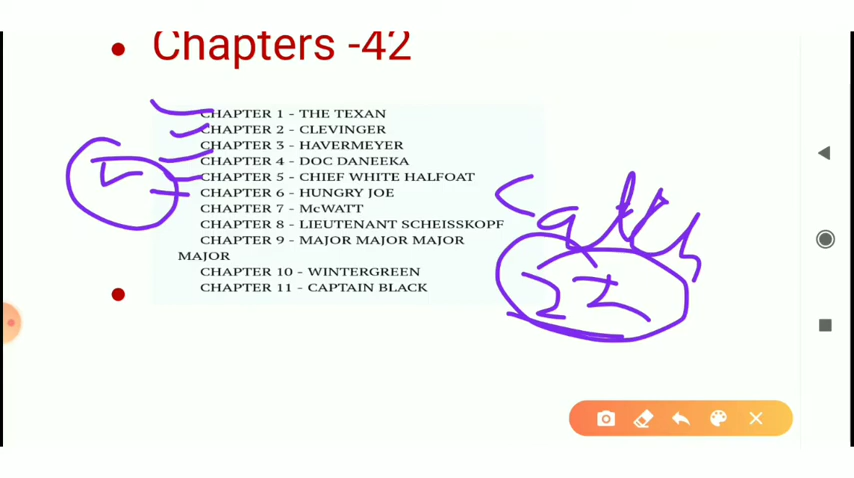 Chapters -42
CHAPTER 1 - THE TEXAN
CHAPTER 2 - CLEVINGER
CHAPTER 3 - HAVERMEYER
CHAPTER 4 - DOC DANEEKA
CHAPTER 5 - CHIEF WHITE HALFOAT
CHAPTER 6 - HUNGRY JOE
CHAPTER 7 - McWATT
CHAPTER 8 - LIEUTENANT SCHEISSKOPF
CHAPTER 9 - MAJOR MAJOR MAJOR
MAJOR
CHAPTER 10 - WINTERGREEN
CHAPTER 11 - CAPTAIN BLACK
22